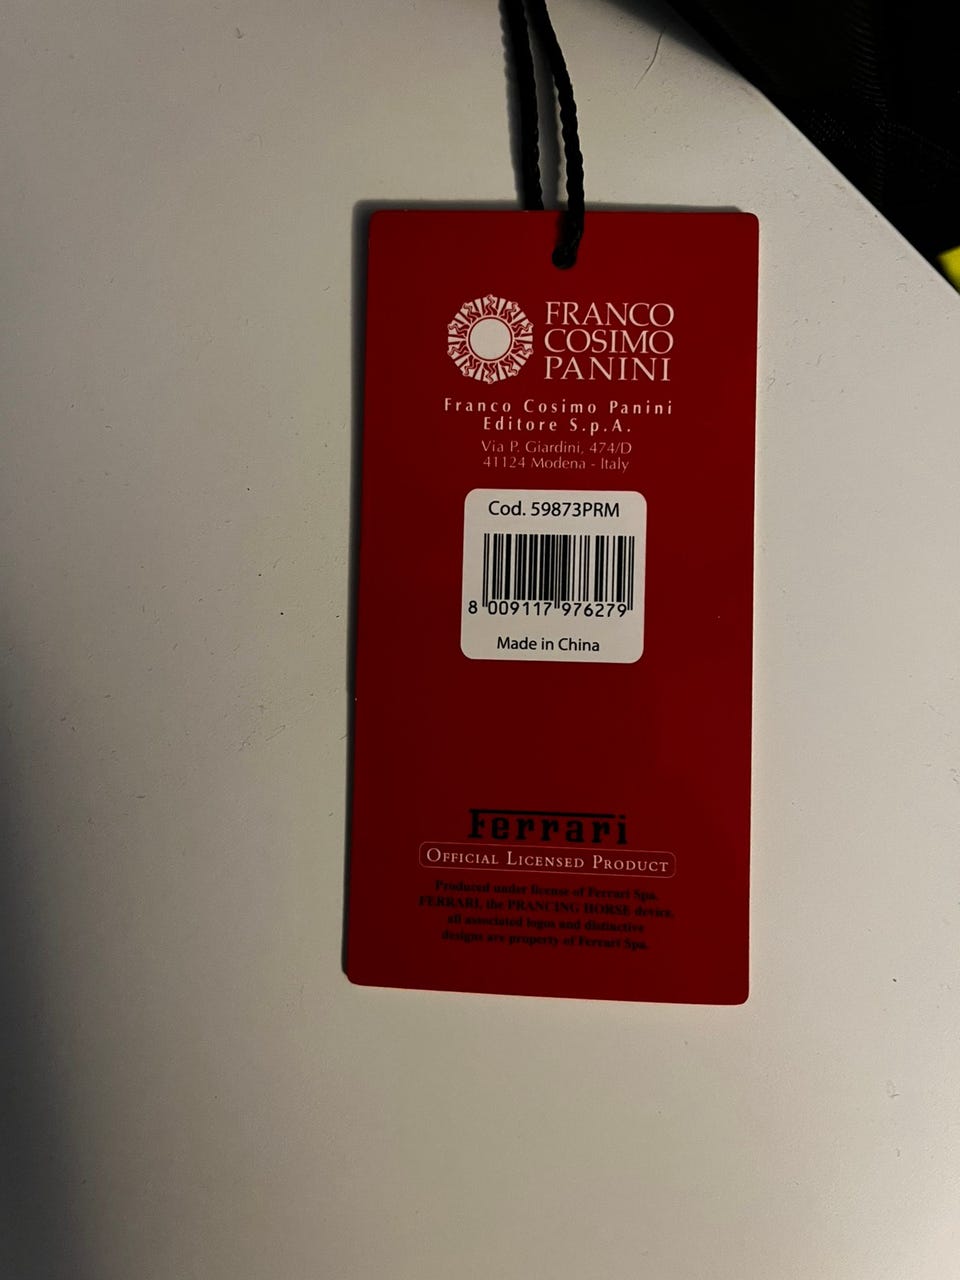 FRANCO
COSIMO
PANINI
Franco Cosimo Panini
Editore S.p.A.
Via P. Giardini, 474/D
41124 Modena - Italy
Cod. 59873PRM
8 009117 976279
Made in China
Ferrari
OFFICIAL LICENSED PRODUCT
Produced under license of Ferrari Spa.
FERRARI, the PRANCING HORSE device,
all associated logos and distinctive
designs are property of Ferrari Spa.